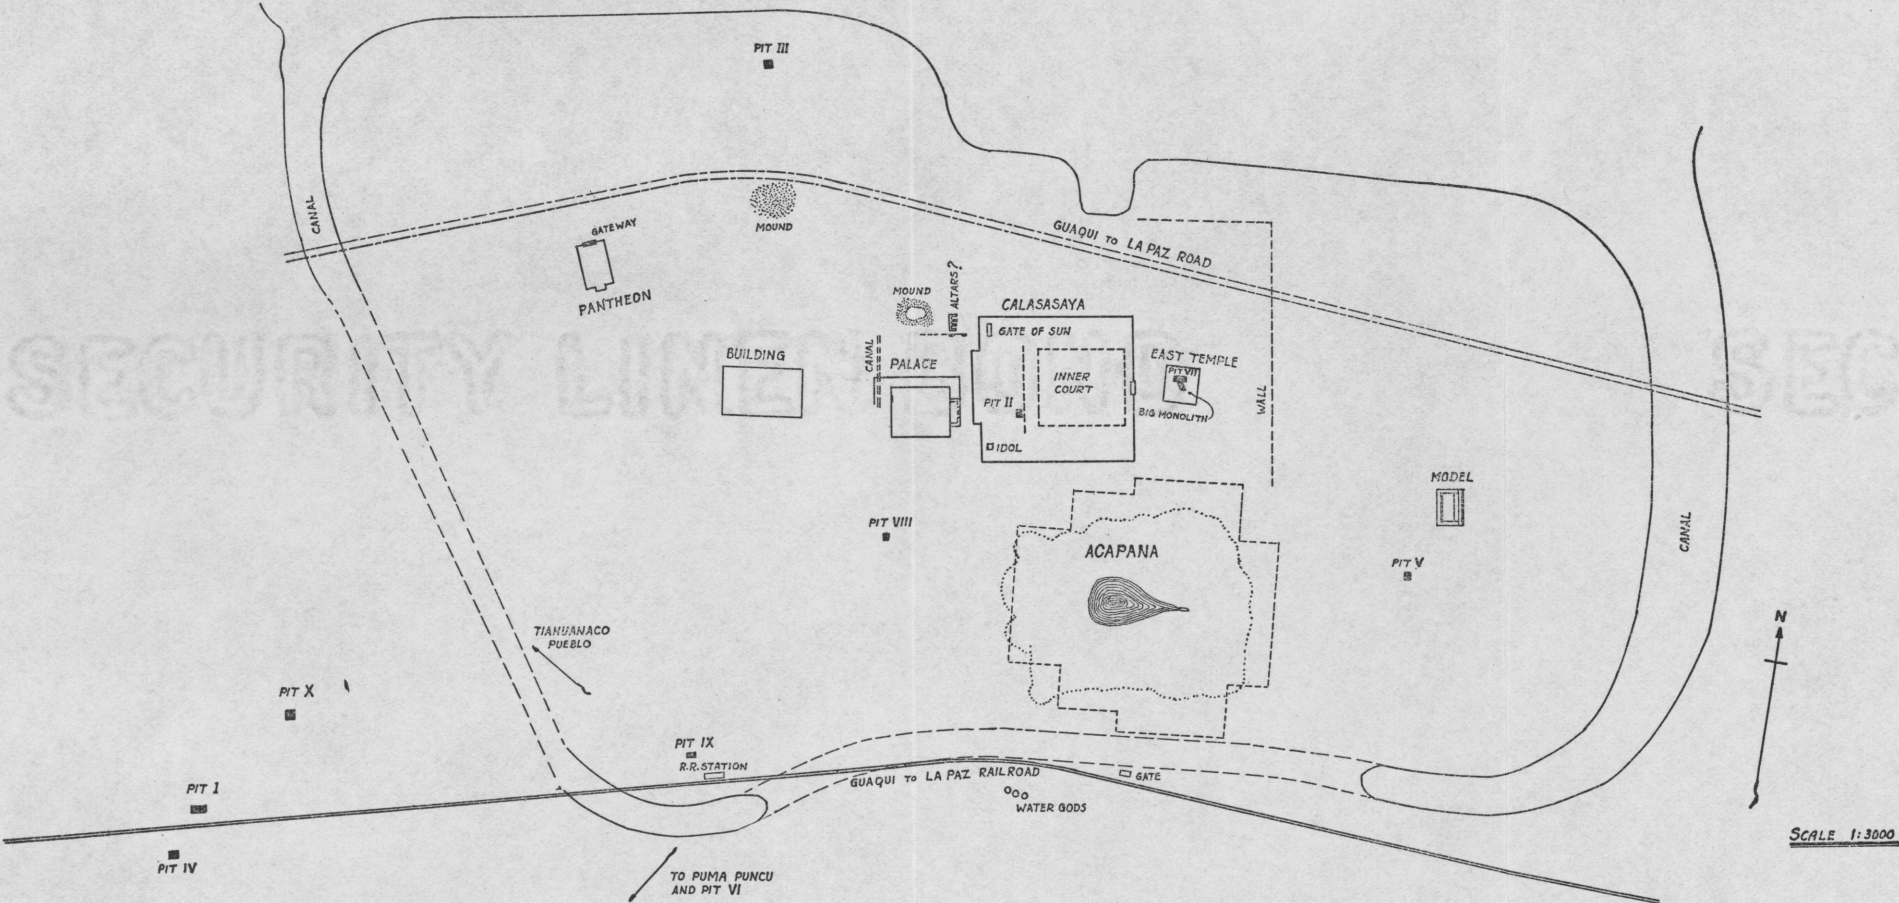 PIT III
CANAL
GATEWAY
PANTHEON
MOUND
GUAQUI TO LA PAZ ROAD
MOUND
ALTARS?
CALASASAYA
GATE OF SUN
BUILDING
CANAL
PALACE
INNER
COURT
PIT II
IDOL
EAST TEMPLE
PIT VII
BIG MONOLITH
WALL
MODEL
PIT VIII
ACAPANA
PIT V
CANAL
N
TIAHUANACO
PUEBLO
PIT X
PIT IX
R.R. STATION
GUAQUI TO LA PAZ RAILROAD
GATE
WATER GODS
PIT I
PIT IV
TO PUMA PUNCU
AND PIT VI
SCALE 1:3000
SECURITY LINEN